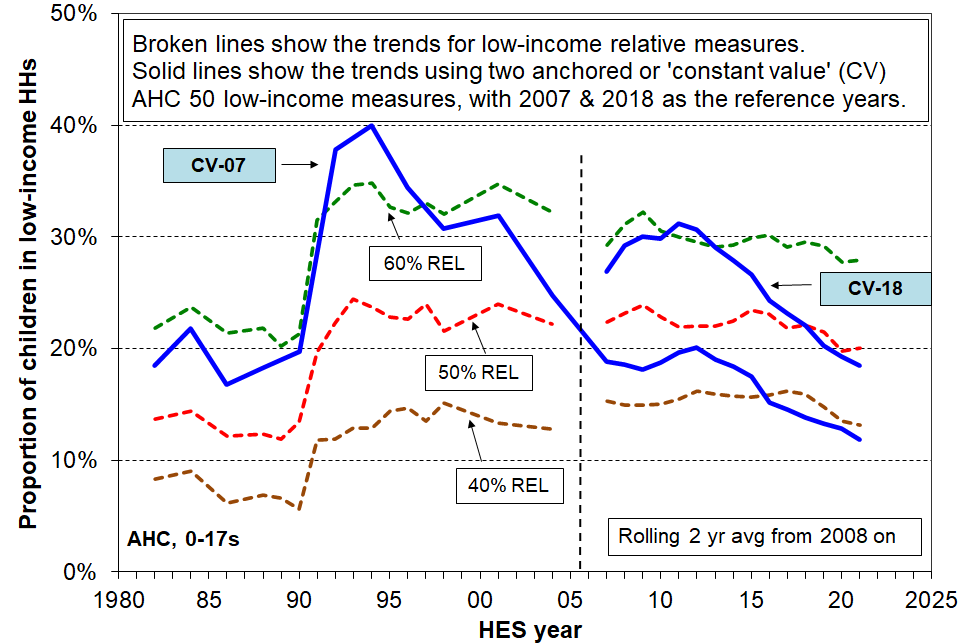 50%
Broken lines show the trends for low-income relative measures.
Solid lines show the trends using two anchored or 'constant value' (CV)
AHC 50 low-income measures, with 2007 & 2018 as the reference years.
40%
CV-07
30%
60% REL
CV-18
20%
50% REL
10%
40% REL
AHC, 0-17s
Rolling 2 yr avg from 2008 on
0%
1980 85 90 95 00 05 10 15 20 2025
HES year
Proportion of children in low-income HHs